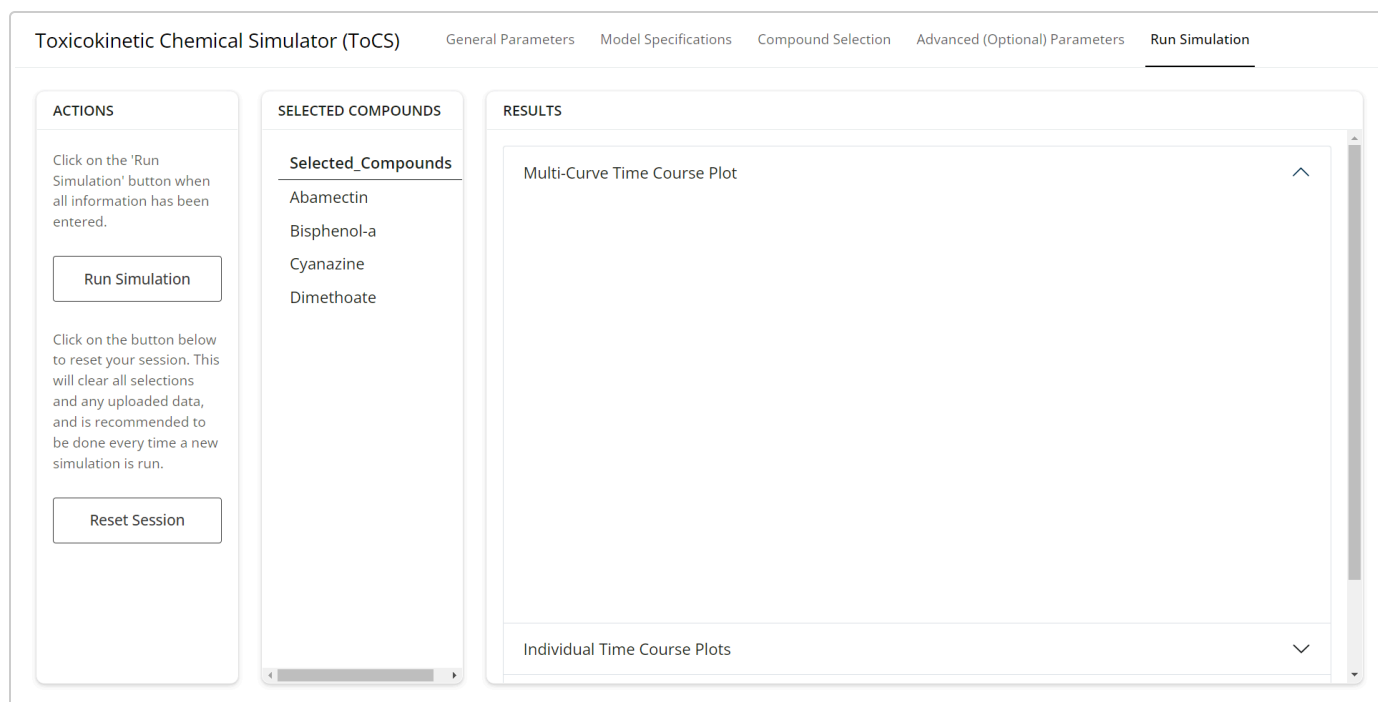 Toxicokinetic Chemical Simulator (ToCS)
General Parameters
Model Specifications
Compound Selection
Advanced (Optional) Parameters
Run Simulation
ACTIONS
Click on the 'Run
Simulation' button when
all information has been
entered.
Run Simulation
Click on the button below
to reset your session. This
will clear all selections
and any uploaded data,
and is recommended to
be done every time a new
simulation is run.
Reset Session
SELECTED COMPOUNDS
Selected_Compounds
Abamectin
Bisphenol-a
Cyanazine
Dimethoate
RESULTS
Multi-Curve Time Course Plot
Individual Time Course Plots